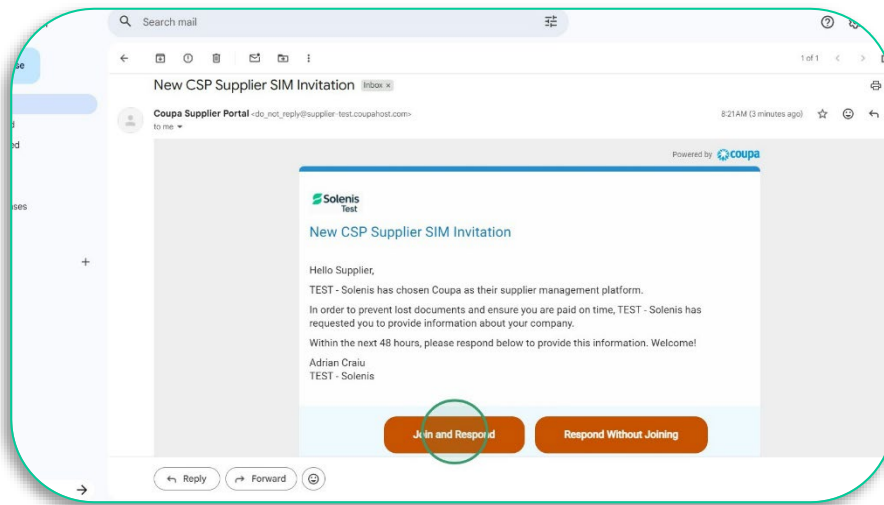 Search mail
1 of 1
New CSP Supplier SIM Invitation Inbox x
Coupa Supplier Portal <do_not_reply@supplier-test.coupahost.com>
8:21 AM (3 minutes ago)
to me
Powered by coupa
Solenis
Test
New CSP Supplier SIM Invitation
Hello Supplier,
TEST - Solenis has chosen Coupa as their supplier management platform.
In order to prevent lost documents and ensure you are paid on time, TEST - Solenis has
requested you to provide information about your company.
Within the next 48 hours, please respond below to provide this information. Welcome!
Adrian Craiu
TEST - Solenis
Join and Respond
Respond Without Joining
Reply
Forward